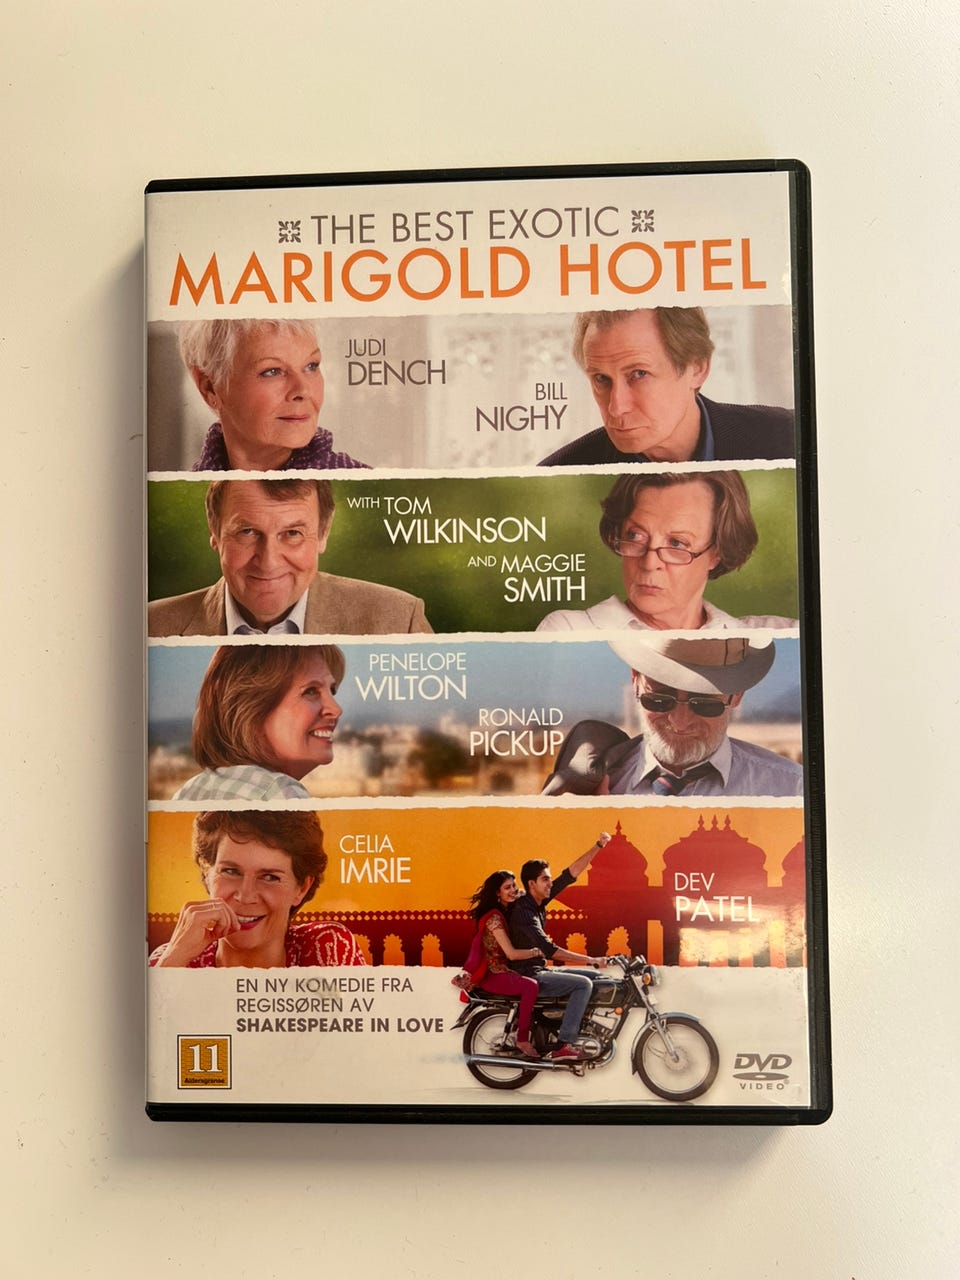 THE BEST EXOTIC
MARIGOLD HOTEL
JUDI
DENCH
BILL
NIGHY
WITH TOM
WILKINSON
AND MAGGIE
SMITH
PENELOPE
WILTON
RONALD
PICKUP
CELIA
IMRIE
DEV
PATEL
EN NY KOMEDIE FRA
REGISSØREN AV
SHAKESPEARE IN LOVE
11
Aldersgrense
DVD
VIDEO